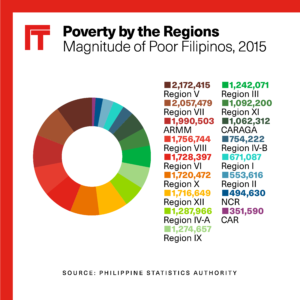 Poverty by the Regions
Magnitude of Poor Filipinos, 2015
2,172,415
Region V
2,057,479
Region VII
1,990,503
ARMM
1,756,744
Region VIII
1,728,397
Region VI
1,720,472
Region X
1,716,649
Region XII
1,287,966
Region IV-A
1,274,657
Region IX
1,242,071
Region III
1,092,200
Region XI
1,062,312
CARAGA
754,222
Region IV-B
671,087
Region I
553,616
Region II
494,630
NCR
351,590
CAR
SOURCE: PHILIPPINE STATISTICS AUTHORITY